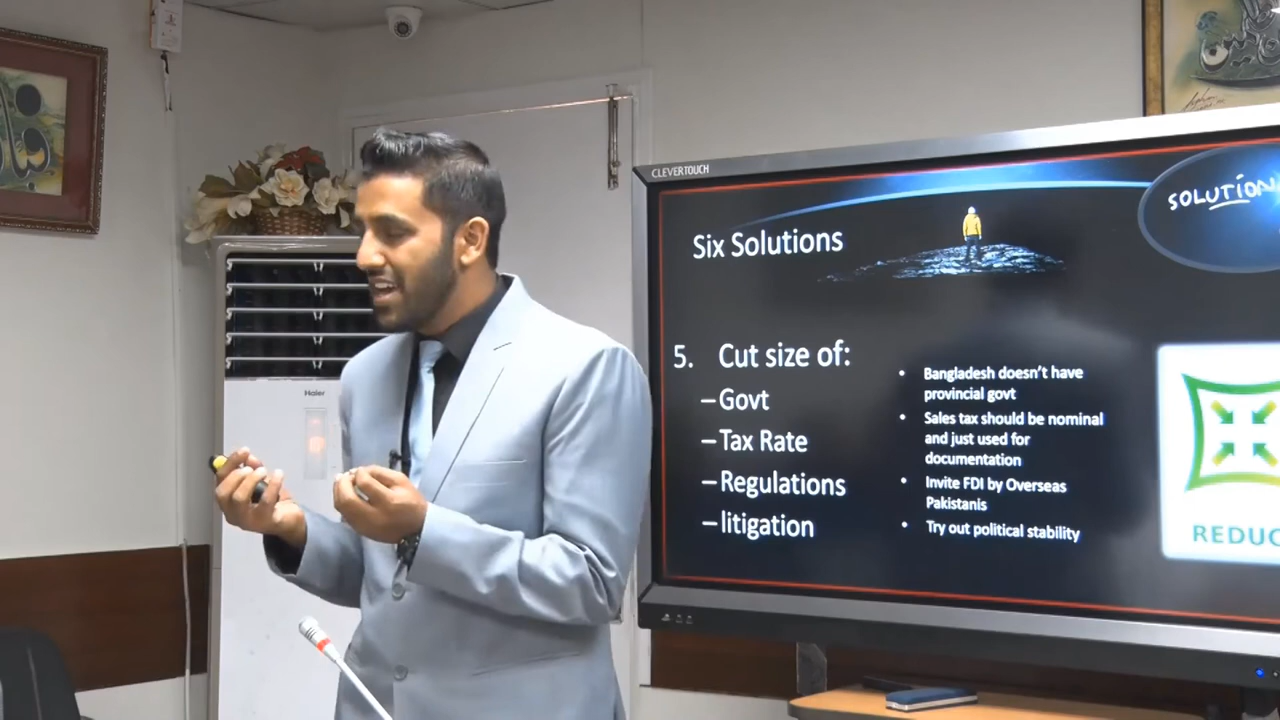 CLEVERTOUCH
SOLUTION
Six Solutions
5. Cut size of:
–Govt
–Tax Rate
–Regulations
–litigation
• Bangladesh doesn't have
provincial govt
• Sales tax should be nominal
and just used for
documentation
• Invite FDI by Overseas
Pakistanis
• Try out political stability
REDUC
Haier